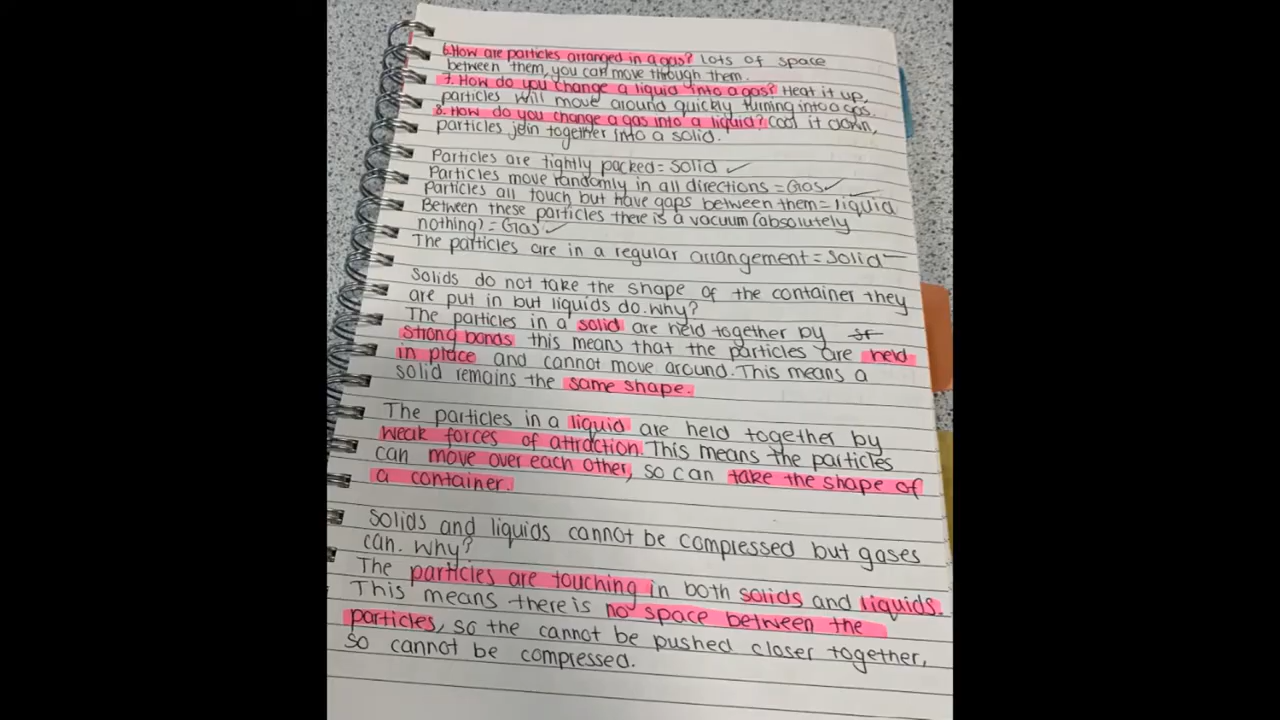 6.How are particles arranged in a gas? Lots of space
between them, you can move through them.
7. How do you change a liquid into a gas? Heat it up,
particles will move around quickly turning into a gas.
8. How do you change a gas into a liquid? Cool it down,
particles join together into a solid.
Particles are tightly packed = Solid ✓
Particles move randomly in all directions = Gas ✓
Particles all touch but have gaps between them = liquid ✓
Between these particles there is a vacuum (absolutely
nothing) = Gas ✓
The particles are in a regular arrangement = Solid
Solids do not take the shape of the container they
are put in but liquids do. why?
The particles in a solid are held together by
strong bonds this means that the particles are held
in place and cannot move around. This means a
solid remains the same shape.
The particles in a liquid are held together by
weak forces of attraction. This means the particles
can move over each other, so can take the shape of
a container.
Solids and liquids cannot be compressed but gases
can. Why?
The particles are touching in both solids and liquids.
This means there is no space between the
particles, so the cannot be pushed closer together,
so cannot be compressed.